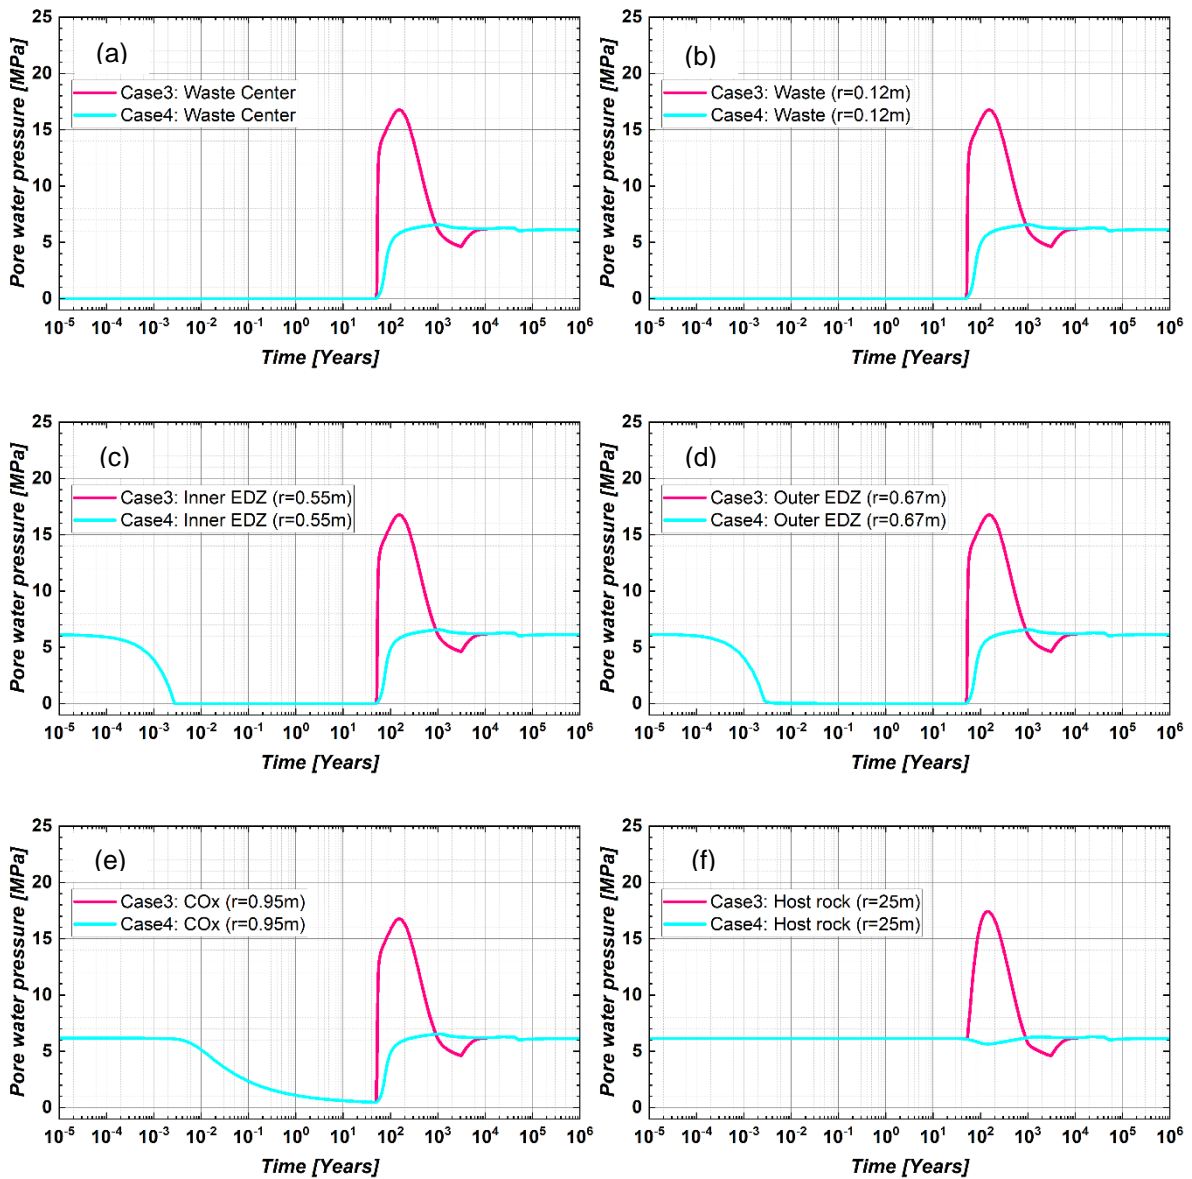 (a)
Case3: Waste Center
Case4: Waste Center
Pore water pressure [MPa]
25
20
15
10
5
0
10-5 10-4 10-3 10-2 10-1 100 101 102 103 104 105 106
Time [Years]
(b)
Case3: Waste (r=0.12m)
Case4: Waste (r=0.12m)
Pore water pressure [MPa]
25
20
15
10
5
0
10-5 10-4 10-3 10-2 10-1 100 101 102 103 104 105 106
Time [Years]
(c)
Case3: Inner EDZ (r=0.55m)
Case4: Inner EDZ (r=0.55m)
Pore water pressure [MPa]
25
20
15
10
5
0
10-5 10-4 10-3 10-2 10-1 100 101 102 103 104 105 106
Time [Years]
(d)
Case3: Outer EDZ (r=0.67m)
Case4: Outer EDZ (r=0.67m)
Pore water pressure [MPa]
25
20
15
10
5
0
10-5 10-4 10-3 10-2 10-1 100 101 102 103 104 105 106
Time [Years]
(e)
Case3: COx (r=0.95m)
Case4: COx (r=0.95m)
Pore water pressure [MPa]
25
20
15
10
5
0
10-5 10-4 10-3 10-2 10-1 100 101 102 103 104 105 106
Time [Years]
(f)
Case3: Host rock (r=25m)
Case4: Host rock (r=25m)
Pore water pressure [MPa]
25
20
15
10
5
0
10-5 10-4 10-3 10-2 10-1 100 101 102 103 104 105 106
Time [Years]